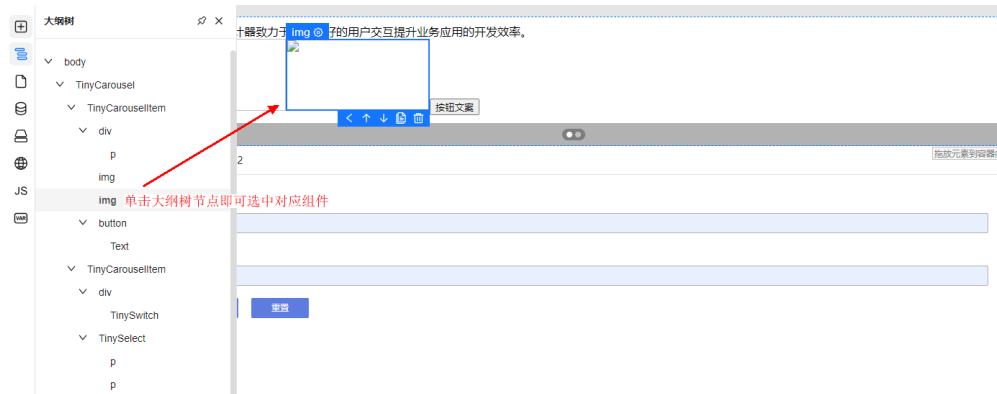 大纲树
body
TinyCarousel
TinyCarouselItem
div
p
img
img
button
Text
TinyCarouselItem
div
TinySwitch
TinySelect
p
p
JS
VAR
计器致力于
img
好的用户交互提升业务应用的开发效率。
按钮文案
2
拖放元素到容器
单击大纲树节点即可选中对应组件
重置